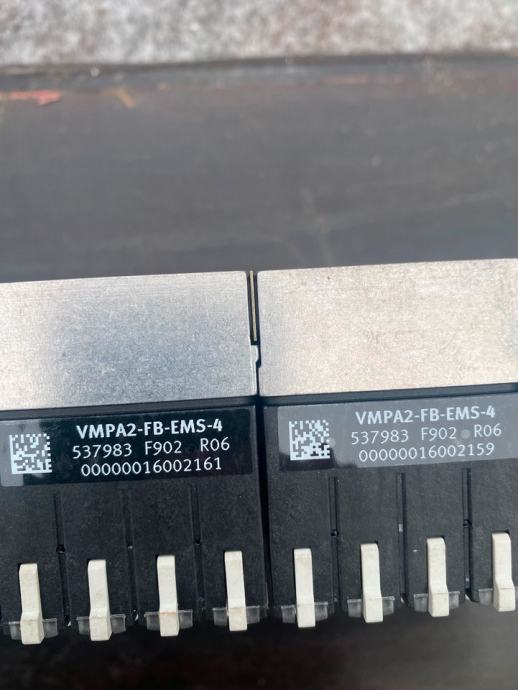 VMPA2-FB-EMS-4
537983 F902 R06
00000016002161
VMPA2-FB-EMS-4
537983 F902 R06
00000016002159